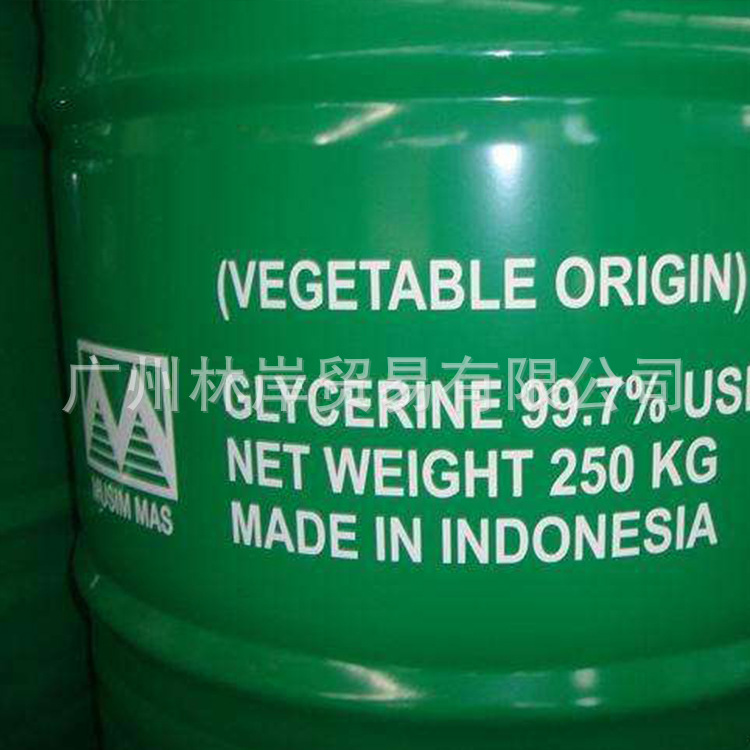 (VEGETABLE ORIGIN)
广州林岸贸易有限公司
GLYCERINE 99.7% USP
NET WEIGHT 250 KG
MADE IN INDONESIA
MUSIM MAS